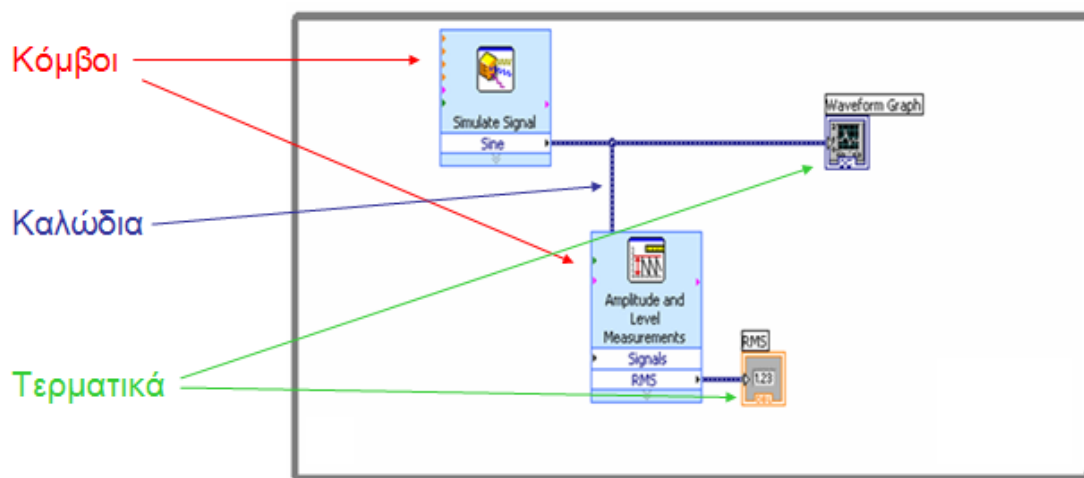 Κόμβοι
Καλώδια
Τερματικά
Simulate Signal
Sine
Waveform Graph
Amplitude and
Level
Measurements
Signals
RMS
RMS
1.23